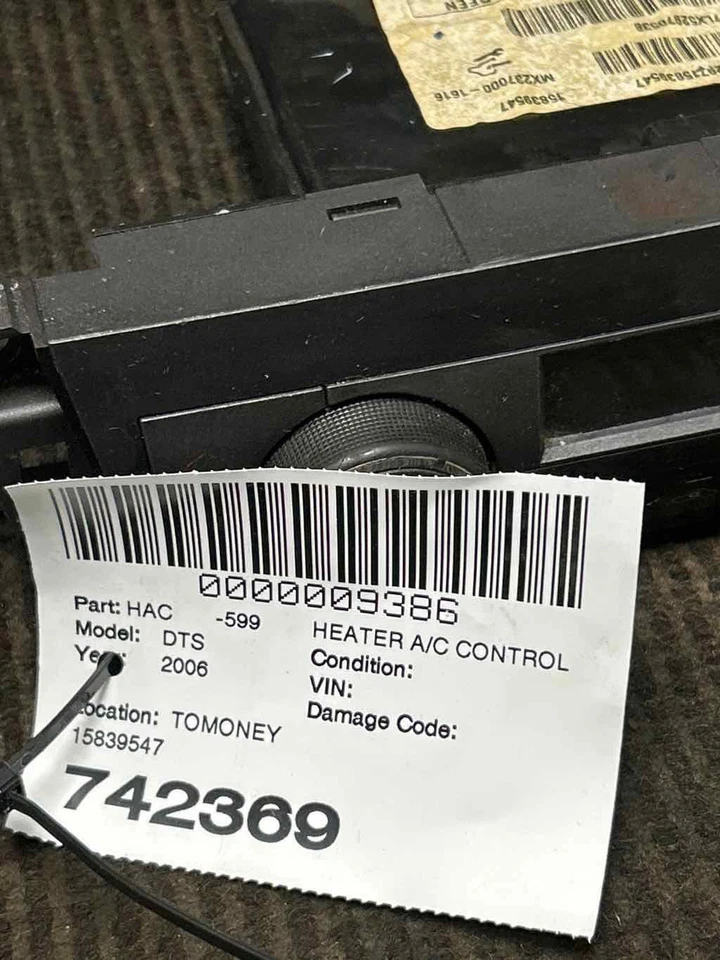 15839547
MX237000-1616
0000009386
Part: HAC -599
HEATER A/C CONTROL
Model: DTS
Condition:
2006
VIN:
Location: TOMONEY
Damage Code:
15839547
742369